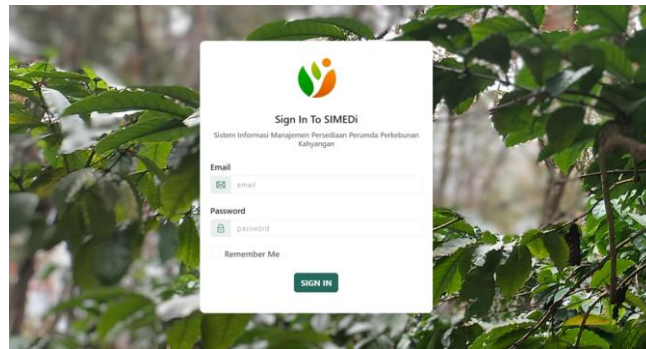 Sign In To SIMEDi
Sistem Informasi Manajemen Persediaan Perumda Perkebunan
Kahyangan
Email
email
Password
password
Remember Me
SIGN IN